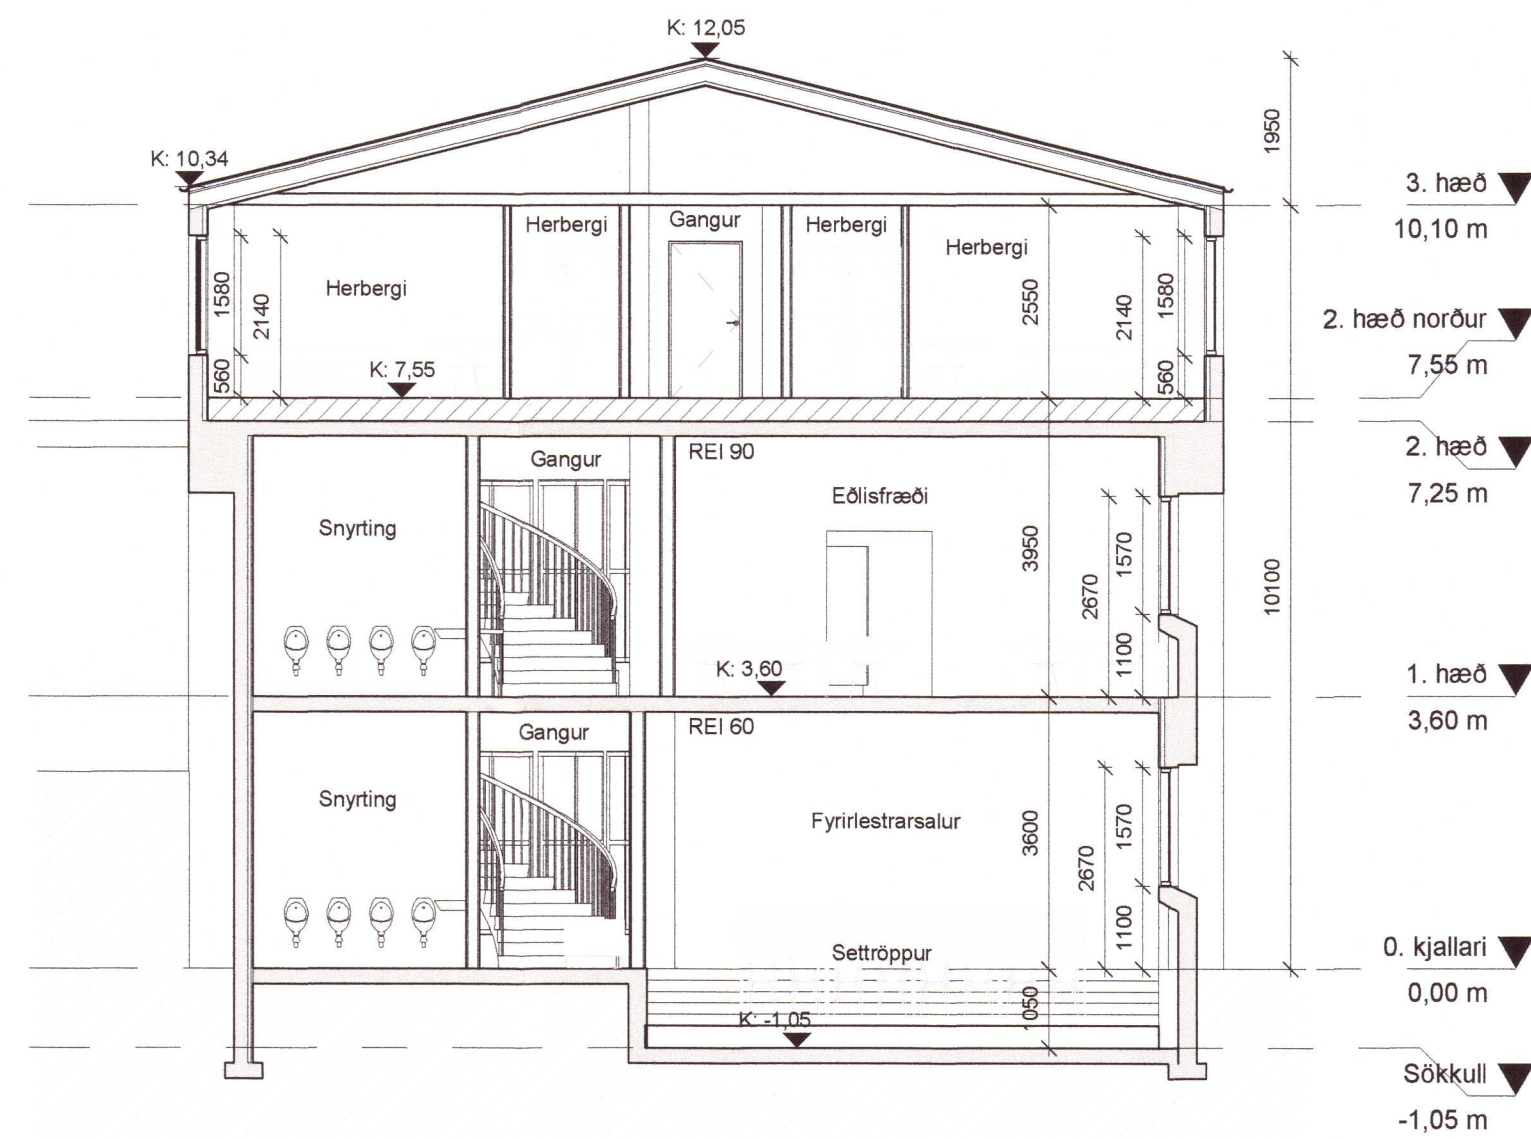 K: 12,05
K: 10,34
1950
3. hæð
10,10 m
Herbergi
Herbergi
Gangur
Herbergi
Herbergi
1580
2140
560
2550
2140
1580
560
K: 7,55
2. hæð norður
7,55 m
2. hæð
7,25 m
Gangur
REI 90
Snyrting
Eðlisfræði
3950
2670
1570
1100
10100
K: 3,60
1. hæð
3,60 m
Gangur
REI 60
Snyrting
Fyrirlestrarsalur
3600
2670
1570
1100
Settröppur
0. kjallari
0,00 m
K: -1,05
Sökkull
-1,05 m